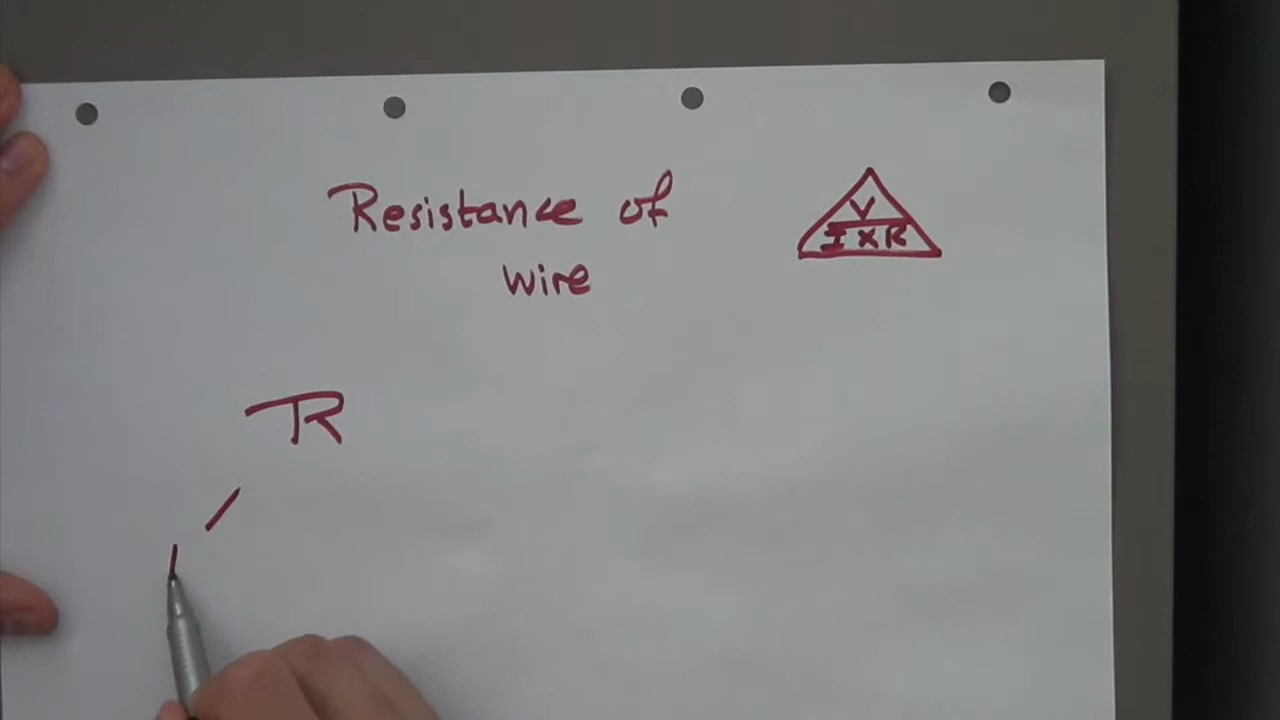 Resistance of
wire
V
I x R
R